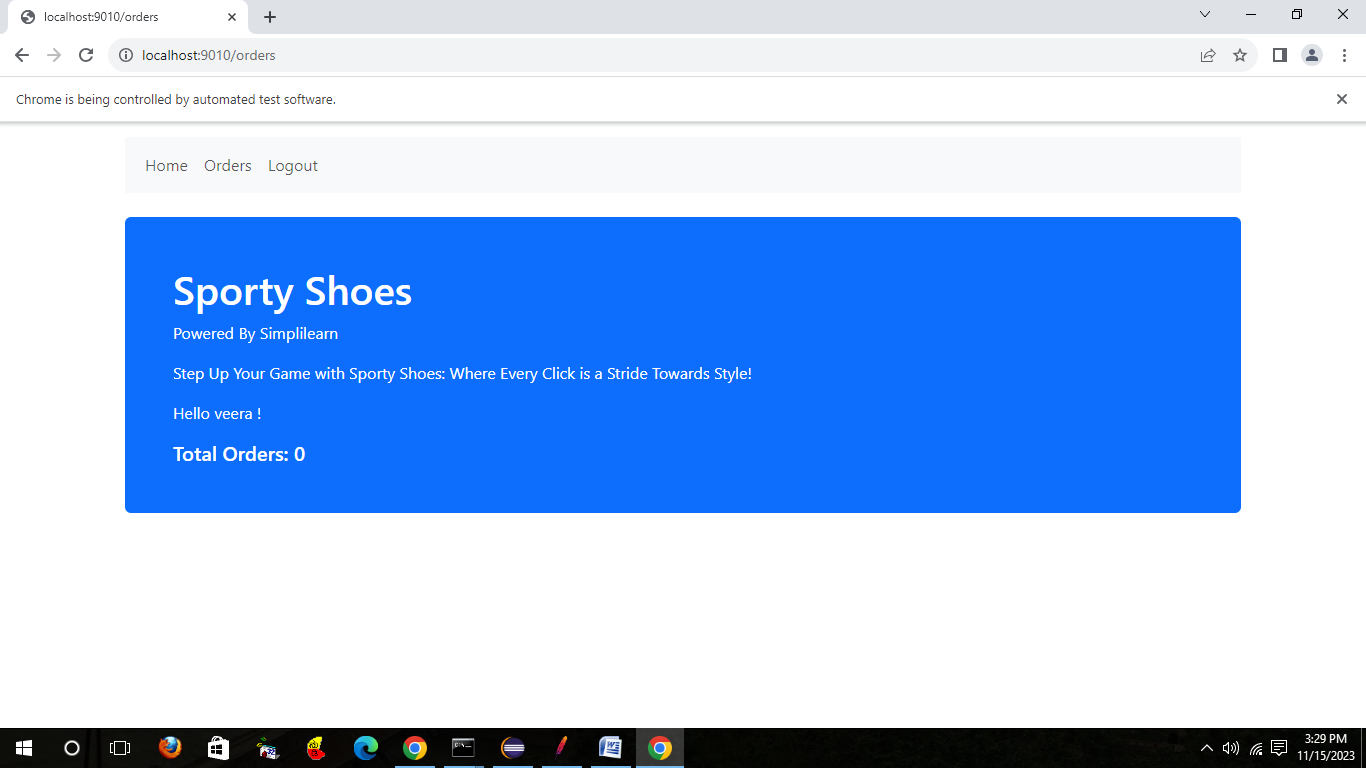 localhost:9010/orders
localhost:9010/orders
Chrome is being controlled by automated test software.
Home Orders Logout
Sporty Shoes
Powered By Simplilearn
Step Up Your Game with Sporty Shoes: Where Every Click is a Stride Towards Style!
Hello veera !
Total Orders: 0
3:29 PM
11/15/2023